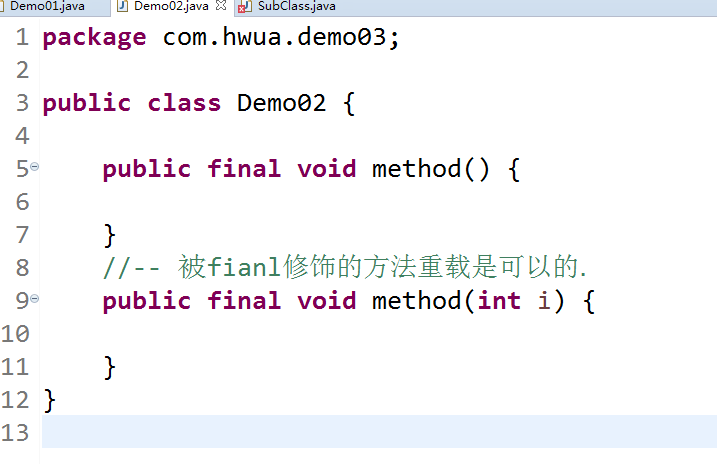 Demo01.java Demo02.java SubClass.java
1 package com.hwua.demo03;
2
3 public class Demo02 {
4
5 public final void method() {
6
7 }
8 //-- 被fianl修饰的方法重载是可以的.
9 public final void method(int i) {
10
11 }
12 }
13